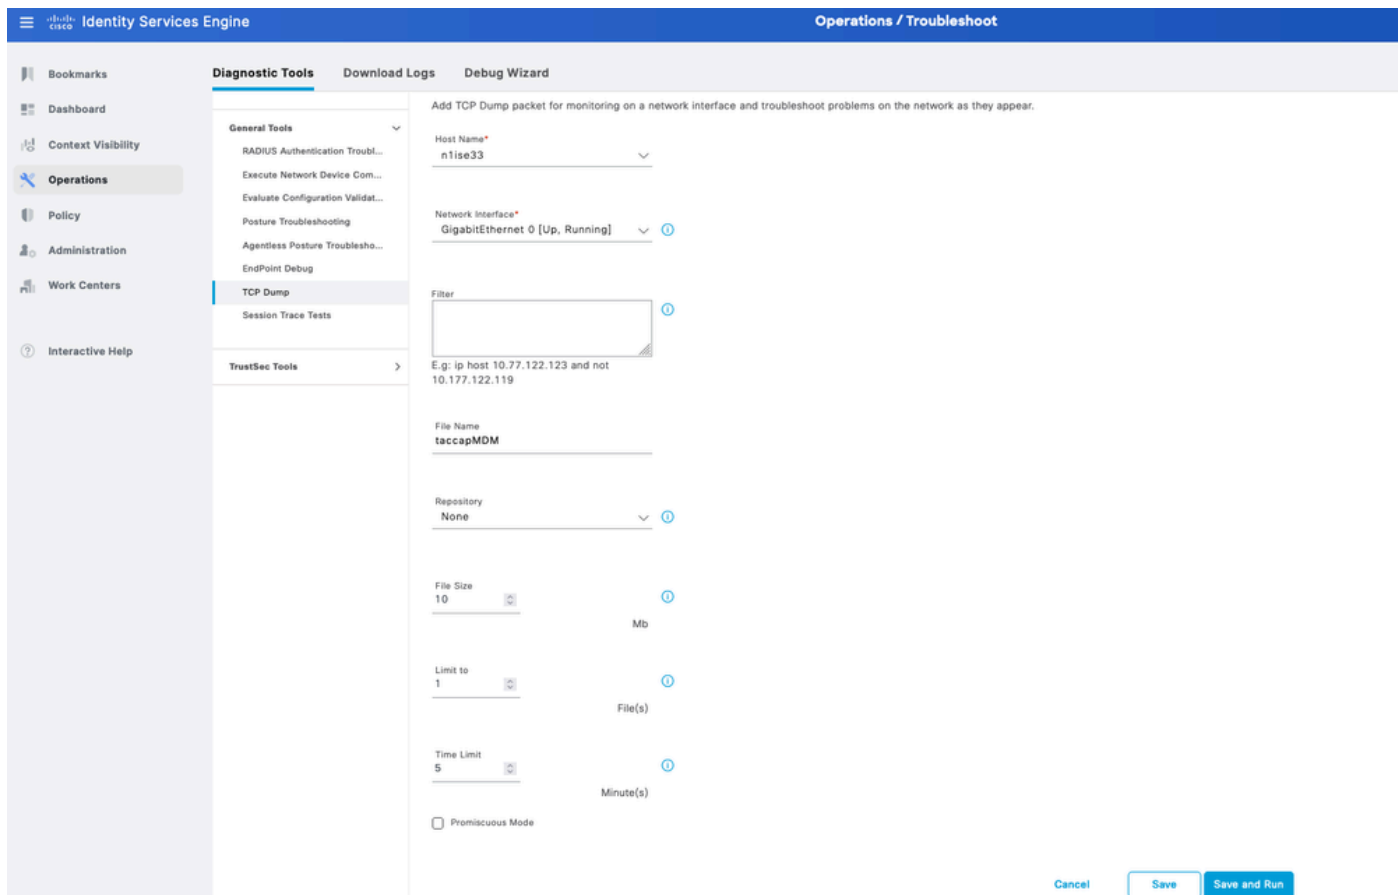 cisco Identity Services Engine
Operations / Troubleshoot
Bookmarks
Dashboard
Context Visibility
Operations
Policy
Administration
Work Centers
Interactive Help
Diagnostic Tools
Download Logs
Debug Wizard
General Tools
RADIUS Authentication Troubl...
Execute Network Device Com...
Evaluate Configuration Validat...
Posture Troubleshooting
Agentless Posture Troublesho...
EndPoint Debug
TCP Dump
Session Trace Tests
TrustSec Tools
Add TCP Dump packet for monitoring on a network interface and troubleshoot problems on the network as they appear.
Host Name*
n1ise33
Network Interface*
GigabitEthernet 0 [Up, Running]
Filter
E.g: ip host 10.77.122.123 and not
10.177.122.119
File Name
taccapMDM
Repository
None
File Size
10
Mb
Limit to
1
File(s)
Time Limit
5
Minute(s)
Promiscuous Mode
Cancel
Save
Save and Run